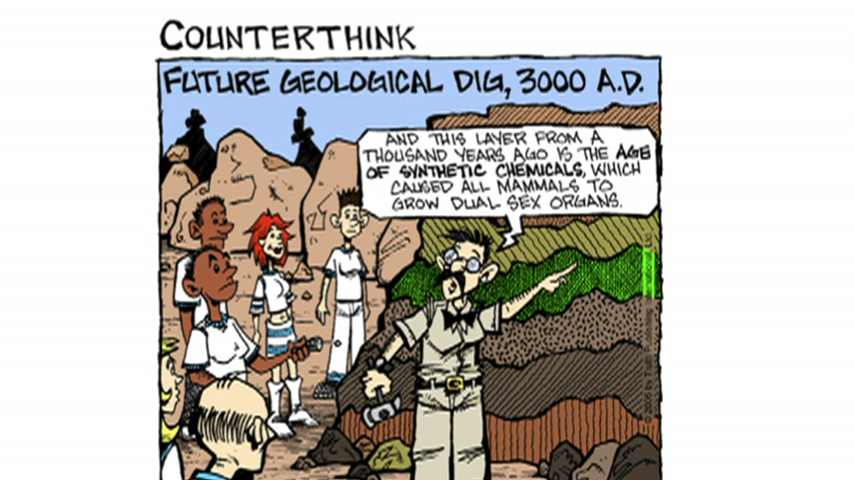 COUNTERTHINK
FUTURE GEOLOGICAL DIG, 3000 A.D.
AND THIS LAYER FROM A
THOUSAND YEARS AGO IS THE AGE
OF SYNTHETIC CHEMICALS, WHICH
CAUSED ALL MAMMALS TO
GROW DUAL SEX ORGANS.